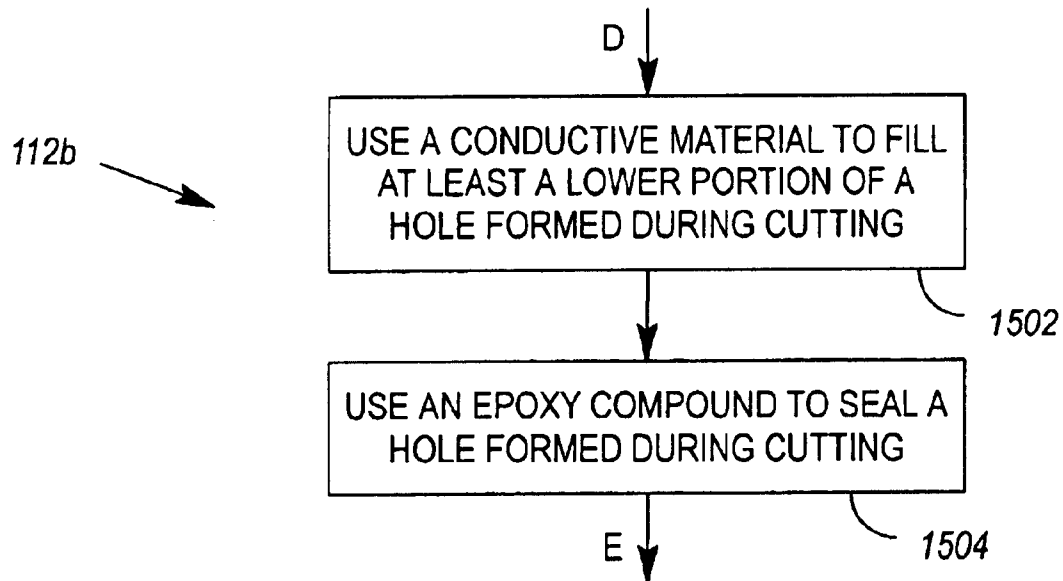 D
112b
USE A CONDUCTIVE MATERIAL TO FILL
AT LEAST A LOWER PORTION OF A
HOLE FORMED DURING CUTTING
1502
USE AN EPOXY COMPOUND TO SEAL A
HOLE FORMED DURING CUTTING
1504
E